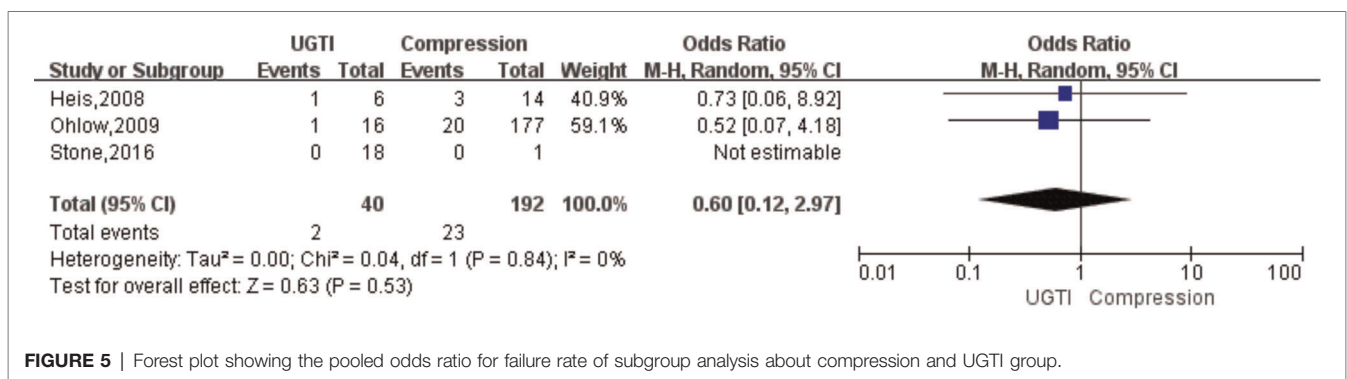 UGTI Compression Odds Ratio Odds Ratio
Study or Subgroup Events Total Events Total Weight M-H, Random, 95% CI M-H, Random, 95% CI
Heis,2008 1 6 3 14 40.9% 0.73 [0.06, 8.92]
Ohlow,2009 1 16 20 177 59.1% 0.52 [0.07, 4.18]
Stone,2016 0 18 0 1 Not estimable
Total (95% CI) 40 192 100.0% 0.60 [0.12, 2.97]
Total events 2 23
Heterogeneity: Tau² = 0.00; Chi² = 0.04, df = 1 (P = 0.84); I² = 0%
Test for overall effect: Z = 0.63 (P = 0.53)
0.01 0.1 1 10 100
UGTI Compression
FIGURE 5 | Forest plot showing the pooled odds ratio for failure rate of subgroup analysis about compression and UGTI group.